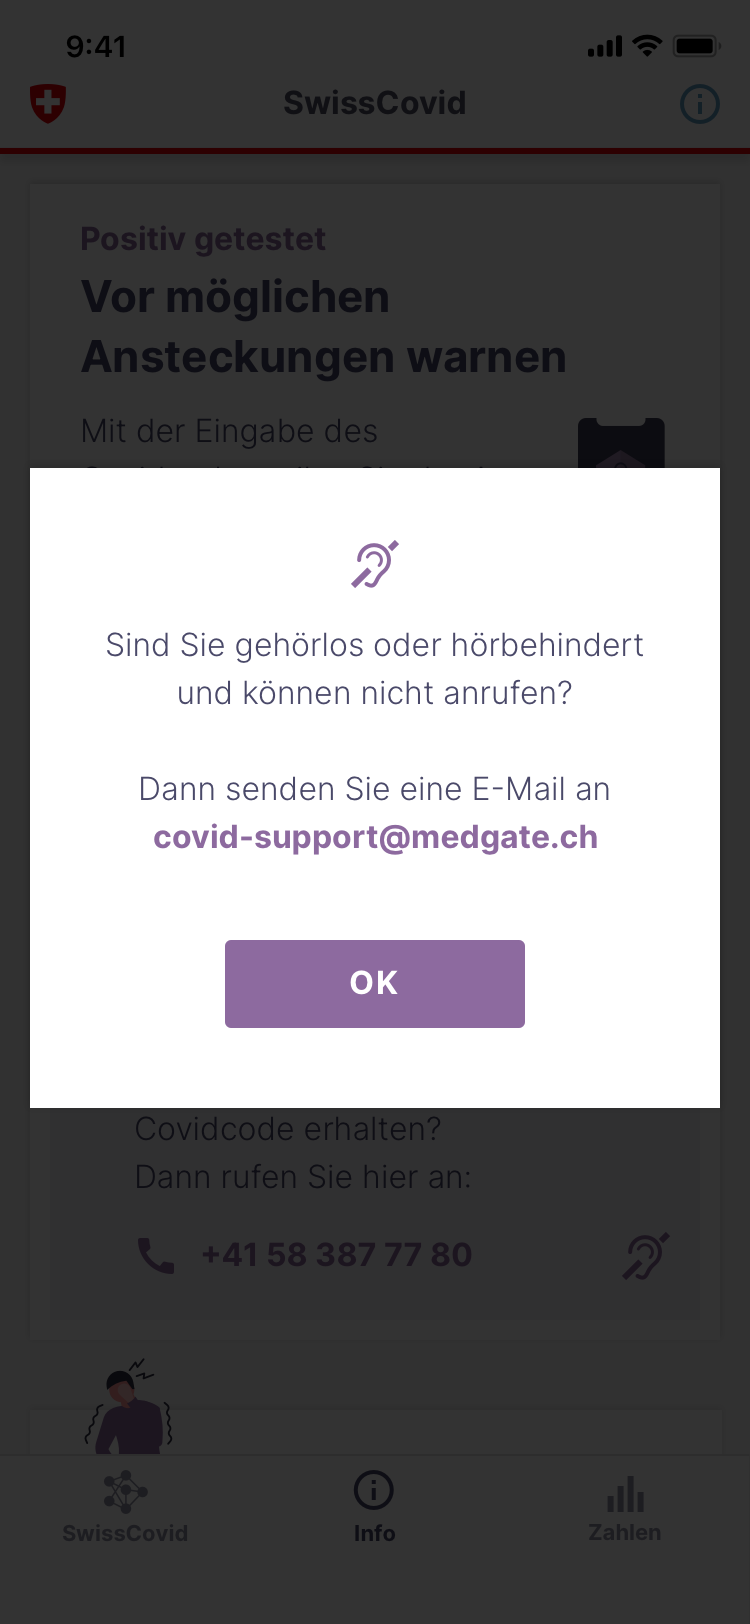 9:41
SwissCovid
Positiv getestet
Vor möglichen
Ansteckungen warnen
Mit der Eingabe des
Sind Sie gehörlos oder hörbehindert
und können nicht anrufen?
Dann senden Sie eine E-Mail an
covid-support@medgate.ch
OK
Covidcode erhalten?
Dann rufen Sie hier an:
+41 58 387 77 80
SwissCovid
Info
Zahlen